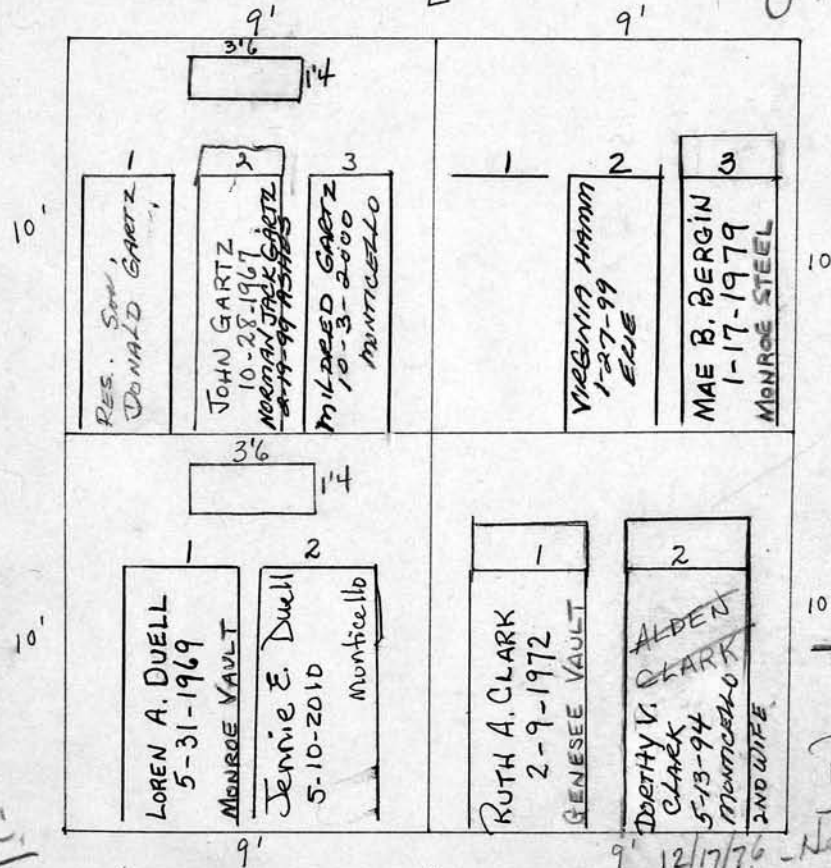 9'
9'
3'6
1'4
1
2
3
10'
RES. SON,
DONALD GARTZ
JOHN GARTZ
10-28-1967
NORMAN JACK GARTZ
2-19-99 ASHES
MILDRED GARTZ
10-3-2000
MONTICELLO
1
2
3
10
VIRGINIA HAMM
1-27-99
ERIE
MAE B. BERGIN
1-17-1979
MONROE STEEL
3'6
1'4
1
2
10'
LOREN A. DUELL
5-31-1969
MONROE VAULT
Jennie E. Duell
5-10-2010
Monticello
1
2
10
RUTH A. CLARK
2-9-1972
GENESEE VAULT
ALDEN
CLARK
DORTHY V.
CLARK
5-13-94
MONTICELLO
2ND WIFE
9'
9'
12/17/76